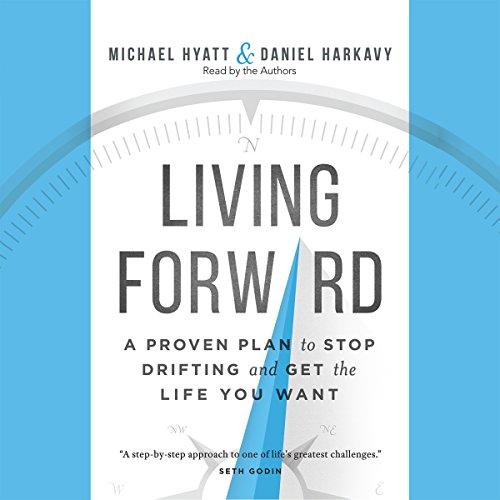 MICHAEL HYATT & DANIEL HARKAVY
Read by the Authors
N
LIVING
FORWARD
A PROVEN PLAN to STOP
DRIFTING and GET the
LIFE YOU WANT
NW NE
"A step-by-step approach to one of life's greatest challenges."
SETH GODIN